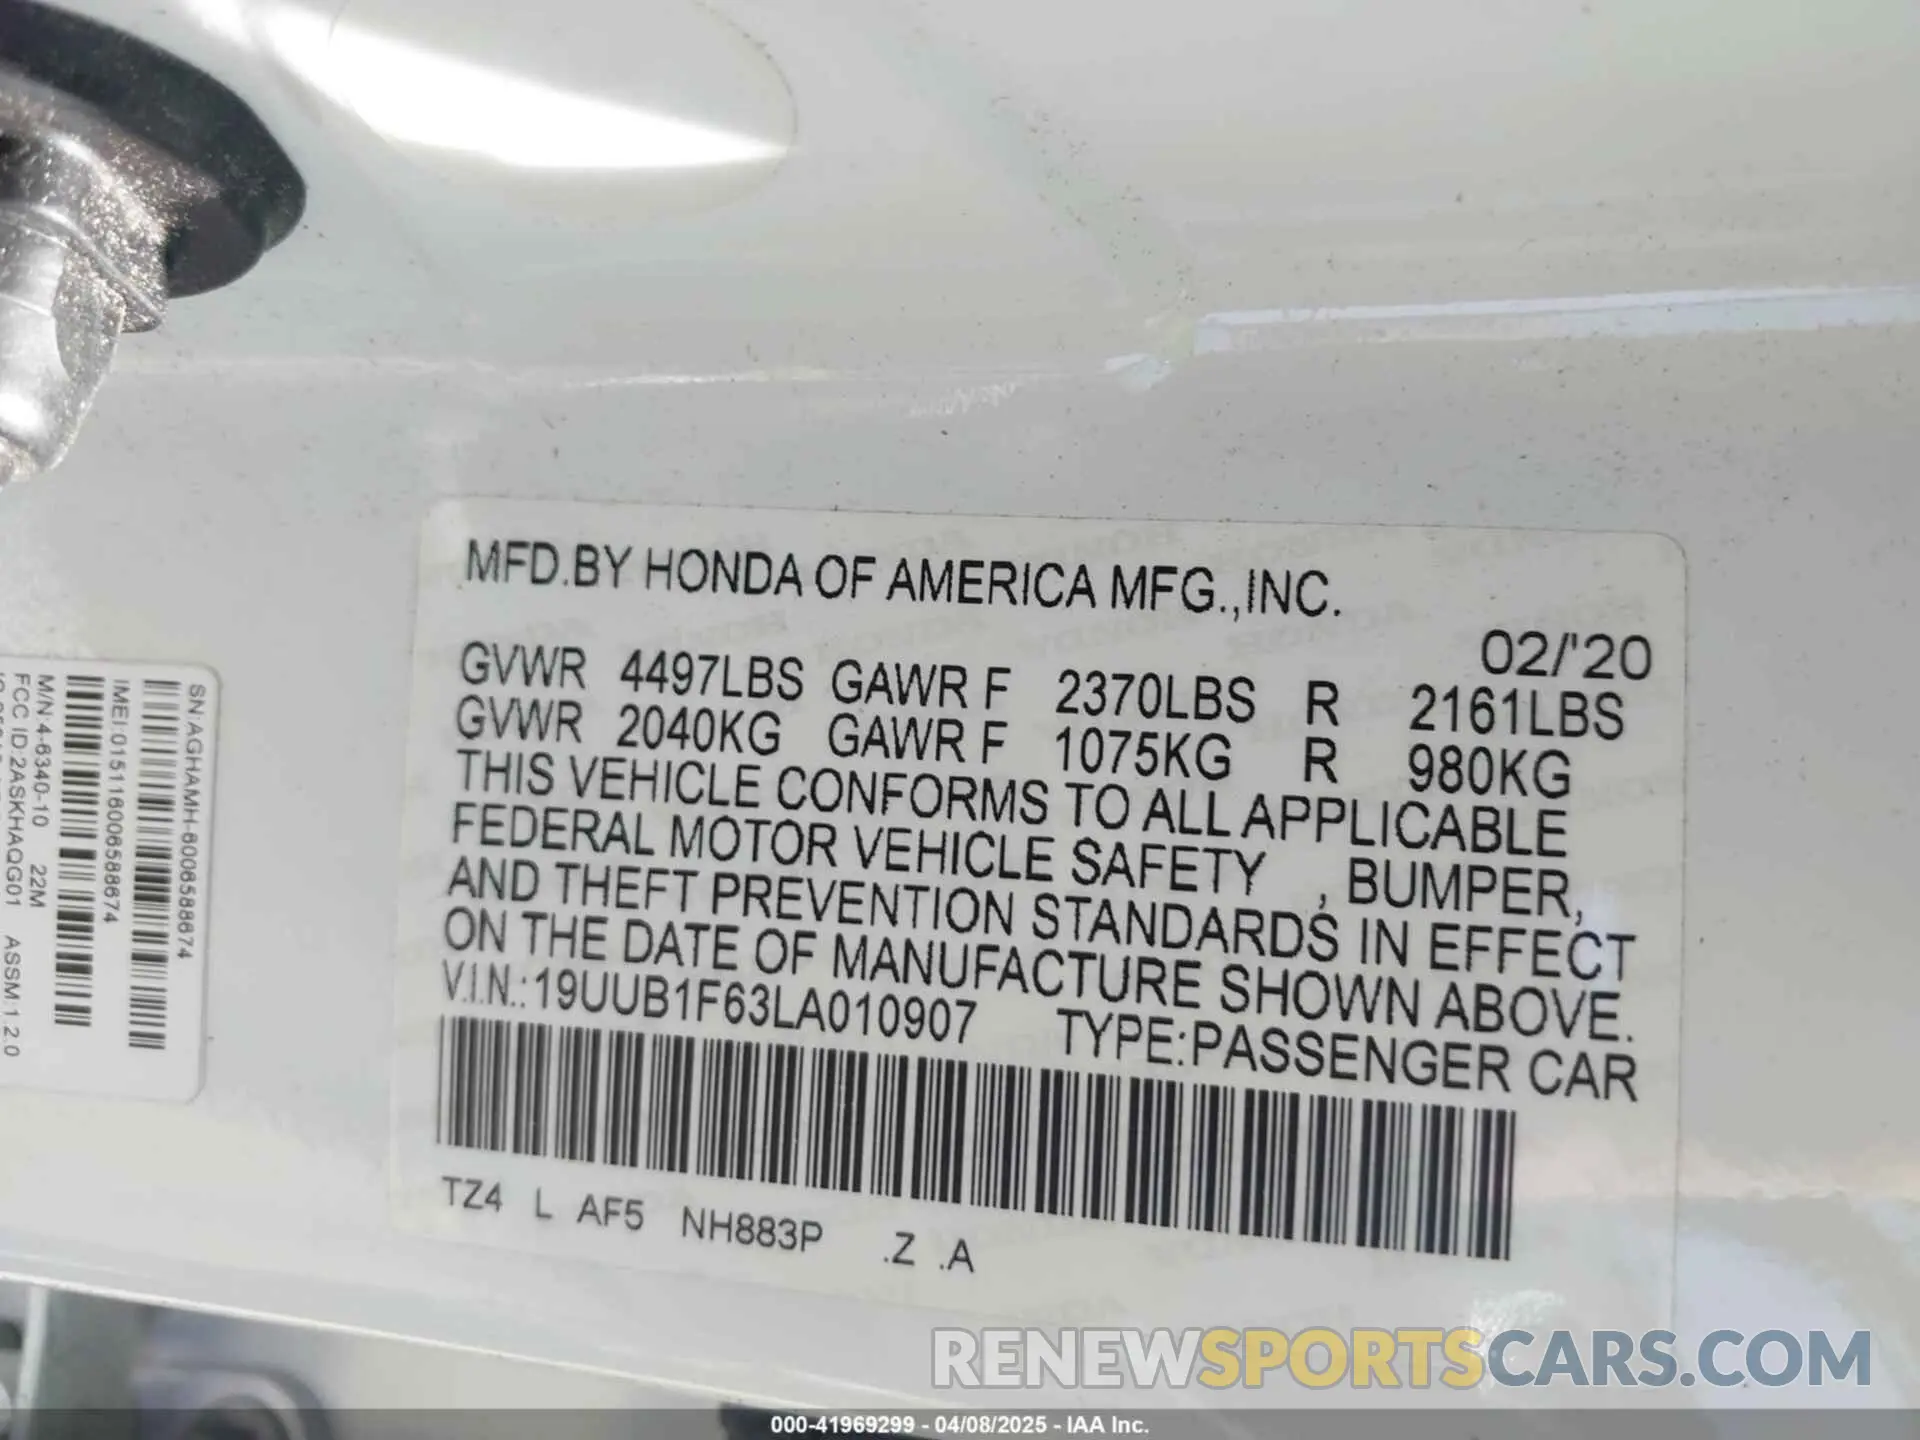 MFD.BY HONDA OF AMERICA MFG.,INC.
02/'20
GVWR 4497LBS GAWR F 2370LBS R 2161LBS
GVWR 2040KG GAWR F 1075KG R 980KG
THIS VEHICLE CONFORMS TO ALL APPLICABLE
FEDERAL MOTOR VEHICLE SAFETY , BUMPER,
AND THEFT PREVENTION STANDARDS IN EFFECT
ON THE DATE OF MANUFACTURE SHOWN ABOVE.
V.I.N.:19UUB1F63LA010907 TYPE:PASSENGER CAR
TZ4 L AF5 NH883P .Z .A
SN:AGHAMH-6006588674
IMEI:015116006588674
M/N:4-6340-10 22M
FCC ID:2ASKHAQG01 ASSM:1.2.0
RENEWSPORTSCARS.COM
000-41969299 - 04/08/2025 - IAA Inc.